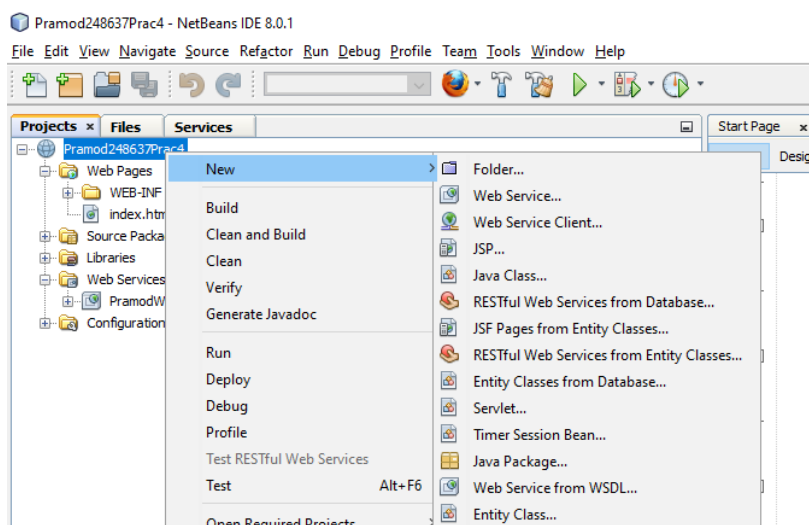 Pramod248637Prac4 - NetBeans IDE 8.0.1
File Edit View Navigate Source Refactor Run Debug Profile Team Tools Window Help
Projects x Files Services
Start Page x
Pramod248637Prac4
Web Pages
WEB-INF
index.htm
Source Packa
Libraries
Web Services
PramodW
Configuration
New
Build
Clean and Build
Clean
Verify
Generate Javadoc
Run
Deploy
Debug
Profile
Test RESTful Web Services
Test Alt+F6
Open Required Projects
Folder...
Web Service...
Web Service Client...
JSP...
Java Class...
RESTful Web Services from Database...
JSF Pages from Entity Classes...
RESTful Web Services from Entity Classes...
Entity Classes from Database...
Servlet...
Timer Session Bean...
Java Package...
Web Service from WSDL...
Entity Class...
Desig